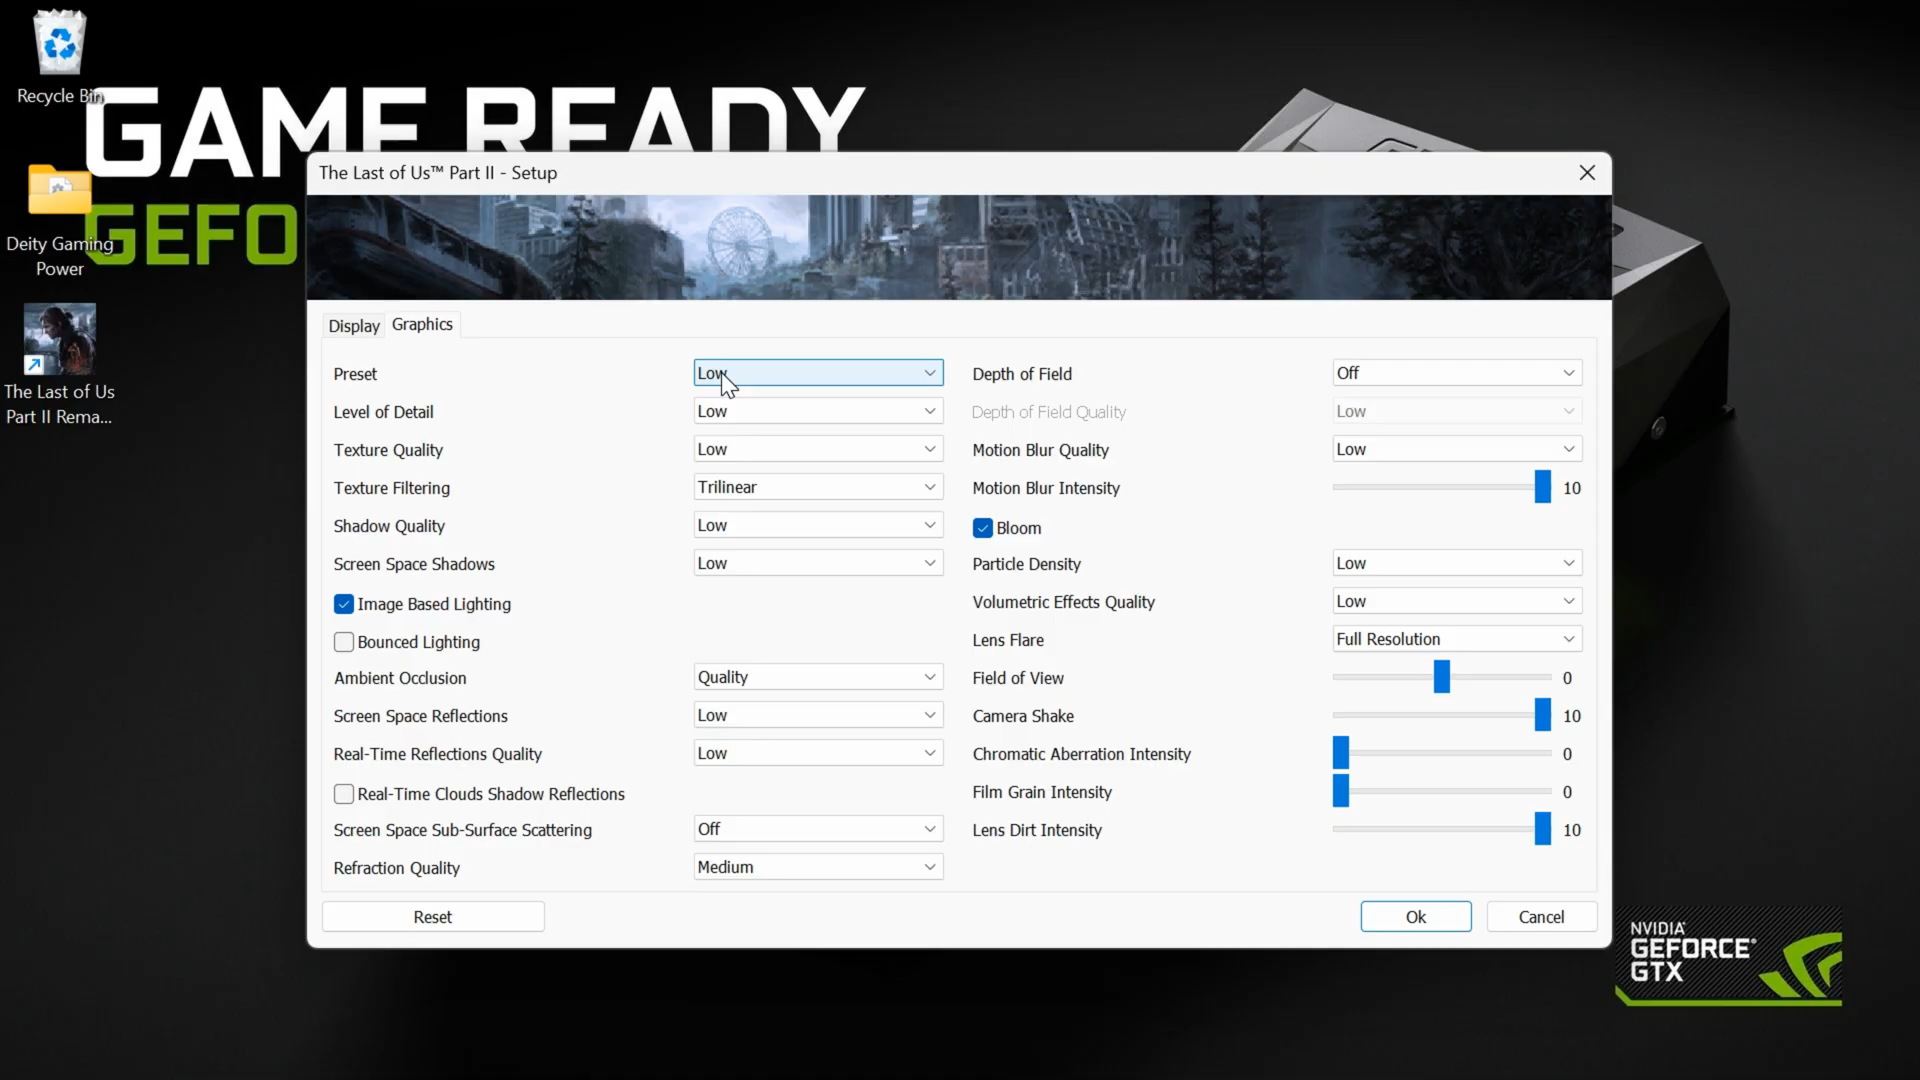 Recycle Bin
GAME READY
GEFO
Deity Gaming
Power
The Last of Us
Part II Rema...
The Last of Us™ Part II - Setup
Display
Graphics
Preset
Low
Level of Detail
Low
Texture Quality
Low
Texture Filtering
Trilinear
Shadow Quality
Low
Screen Space Shadows
Low
Image Based Lighting
Bounced Lighting
Ambient Occlusion
Quality
Screen Space Reflections
Low
Real-Time Reflections Quality
Low
Real-Time Clouds Shadow Reflections
Screen Space Sub-Surface Scattering
Off
Refraction Quality
Medium
Depth of Field
Off
Depth of Field Quality
Low
Motion Blur Quality
Low
Motion Blur Intensity
10
Bloom
Particle Density
Low
Volumetric Effects Quality
Low
Lens Flare
Full Resolution
Field of View
0
Camera Shake
10
Chromatic Aberration Intensity
0
Film Grain Intensity
0
Lens Dirt Intensity
10
Reset
Ok
Cancel
NVIDIA
GEFORCE®
GTX